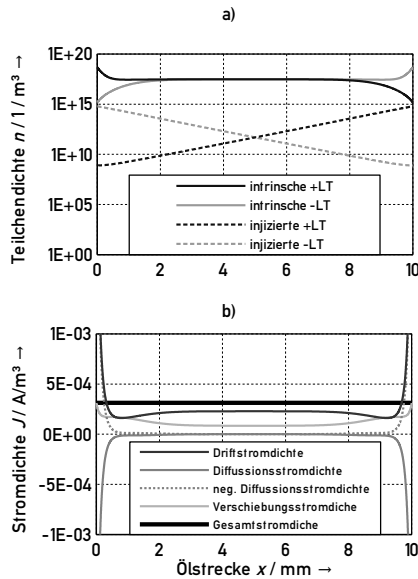 a)
Teilchendichte n / 1 / m³ →
1E+20
1E+15
1E+10
1E+05
1E+00
intrinsche +LT
intrinsche -LT
injizierte +LT
injizierte -LT
0 2 4 6 8 10
b)
Stromdichte J / A/m³ →
1E-03
5E-04
0E+00
-5E-04
-1E-03
Driftstromdichte
Diffusionsstromdichte
neg. Diffusionsstromdichte
Verschiebungsstromdiche
Gesamtstromdiche
0 2 4 6 8 10
Ölstrecke x / mm →